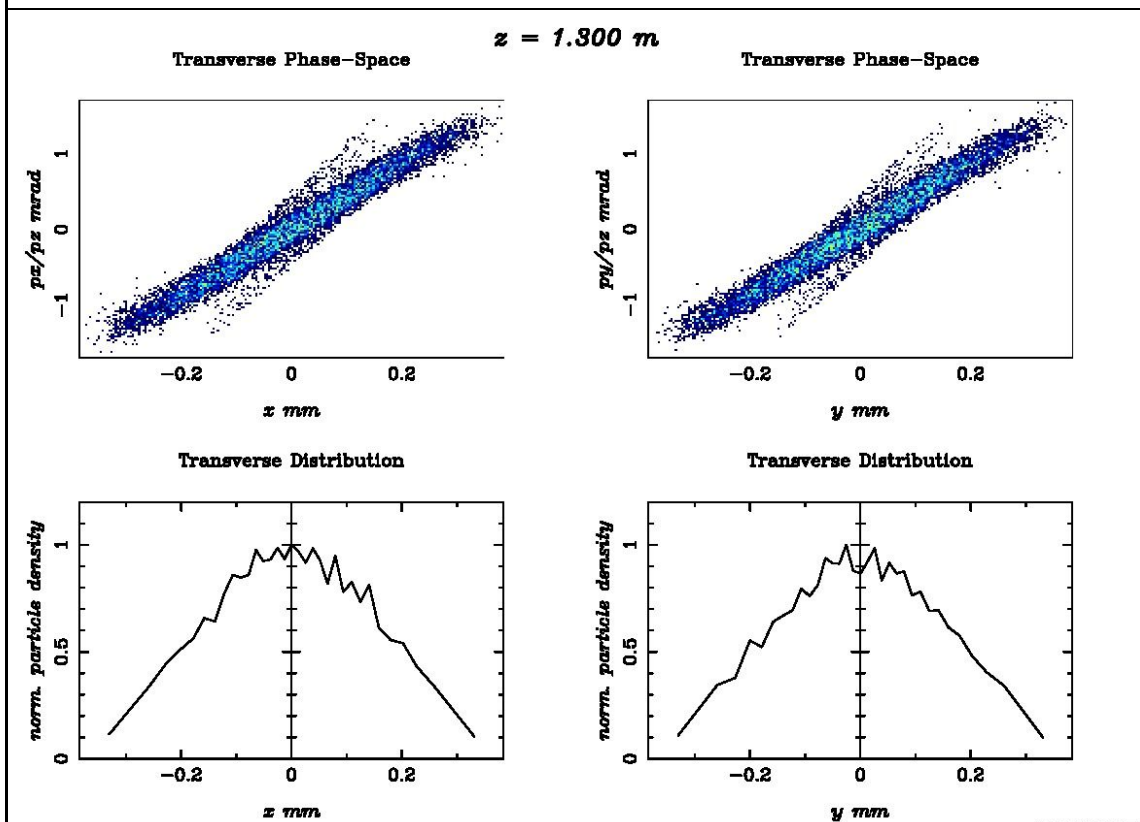 z = 1.300 m
Transverse Phase-Space
Transverse Phase-Space
px/pz mrad
1
0
-1
-0.2 0 0.2
x mm
py/pz mrad
1
0
-1
-0.2 0 0.2
y mm
Transverse Distribution
Transverse Distribution
norm. particle density
1
0.5
0
-0.2 0 0.2
x mm
norm. particle density
1
0.5
0
-0.2 0 0.2
y mm